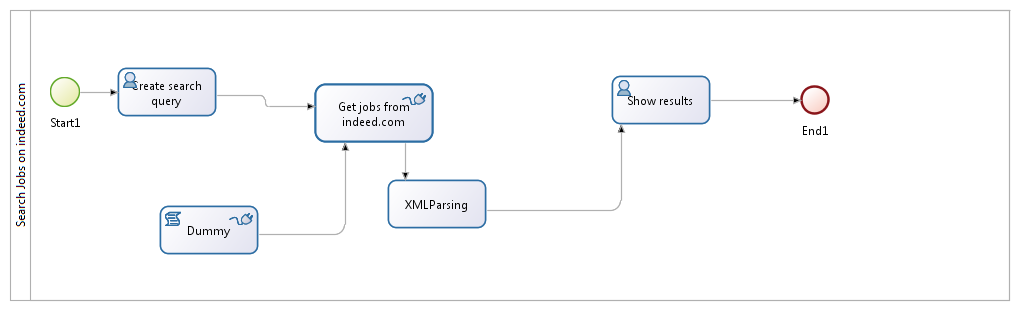 Search Jobs on indeed.com
Start1
Create search
query
Get jobs from
indeed.com
Dummy
XMLParsing
Show results
End1